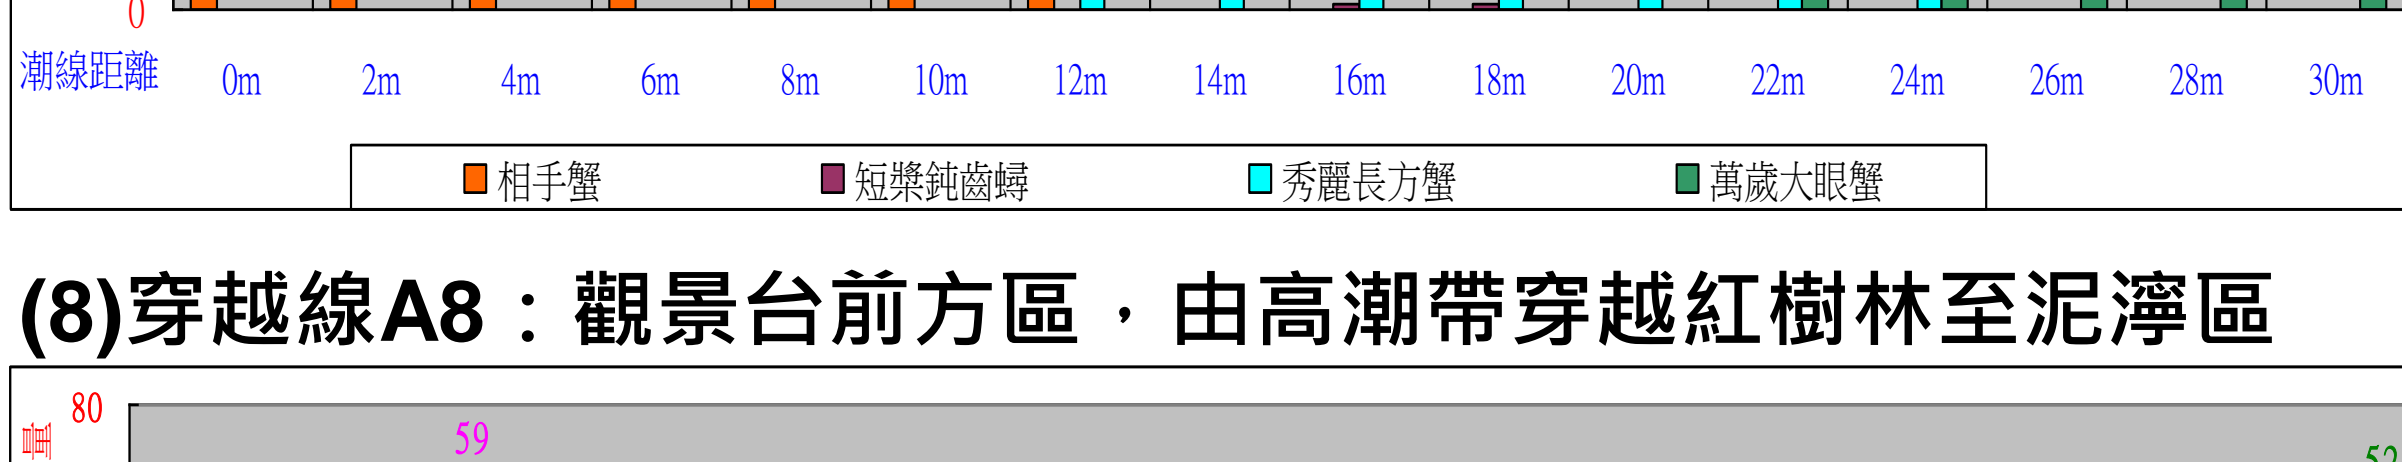 0
潮線距離 0m 2m 4m 6m 8m 10m 12m 14m 16m 18m 20m 22m 24m 26m 28m 30m
相手蟹 短槳鈍齒蟳 秀麗長方蟹 萬歲大眼蟹
(8)穿越線A8：觀景台前方區，由高潮帶穿越紅樹林至泥濘區
80
量
59
52